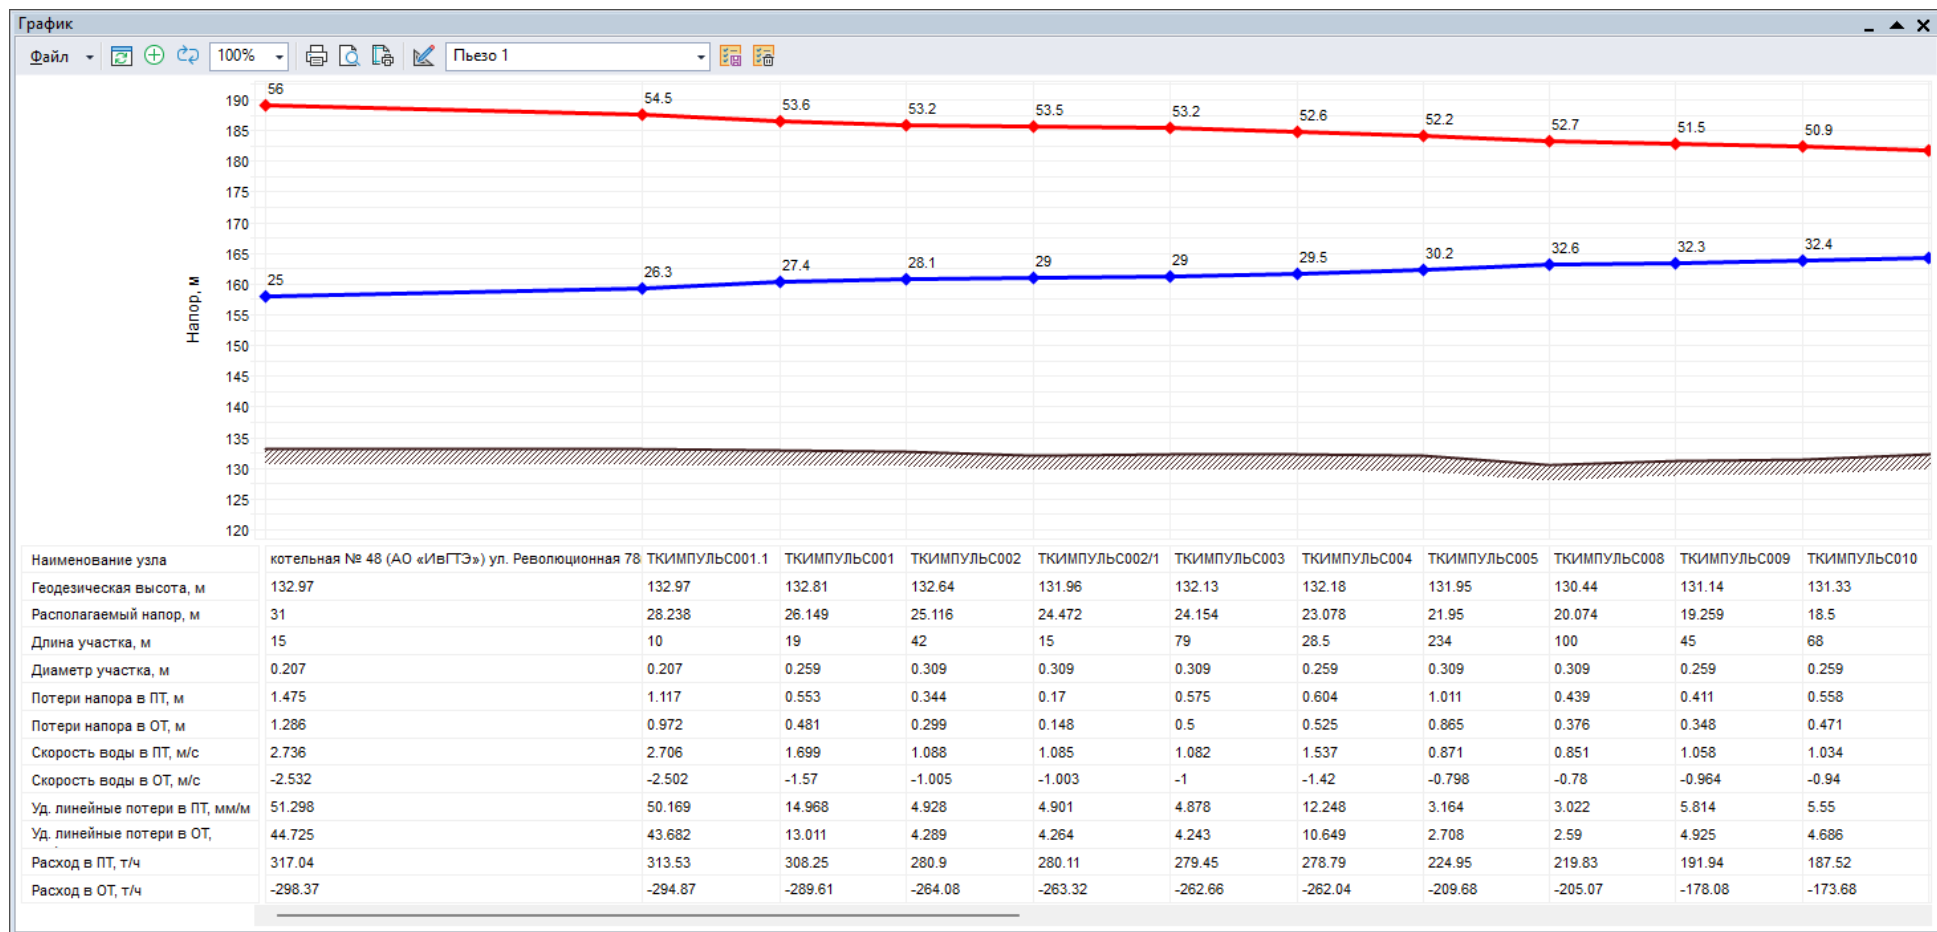 График
Файл 100% Пьезо 1
56 54.5 53.6 53.2 53.5 53.2 52.6 52.2 52.7 51.5 50.9
25 26.3 27.4 28.1 29 29 29.5 30.2 32.6 32.3 32.4
Напор, м
190
185
180
175
170
165
160
155
150
145
140
135
130
125
120
Наименование узла котельная № 48 (АО «ИвГТЭ») ул. Революционная 78 ТКИМПУЛЬС001.1 ТКИМПУЛЬС001 ТКИМПУЛЬС002 ТКИМПУЛЬС002/1 ТКИМПУЛЬС003 ТКИМПУЛЬС004 ТКИМПУЛЬС005 ТКИМПУЛЬС008 ТКИМПУЛЬС009 ТКИМПУЛЬС010
Геодезическая высота, м 132.97 132.97 132.81 132.64 131.96 132.13 132.18 131.95 130.44 131.14 131.33
Располагаемый напор, м 31 28.238 26.149 25.116 24.472 24.154 23.078 21.95 20.074 19.259 18.5
Длина участка, м 15 10 19 42 15 79 28.5 234 100 45 68
Диаметр участка, м 0.207 0.207 0.259 0.309 0.309 0.309 0.259 0.309 0.309 0.259 0.259
Потери напора в ПТ, м 1.475 1.117 0.553 0.344 0.17 0.575 0.604 1.011 0.439 0.411 0.558
Потери напора в ОТ, м 1.286 0.972 0.481 0.299 0.148 0.5 0.525 0.865 0.376 0.348 0.471
Скорость воды в ПТ, м/с 2.736 2.706 1.699 1.088 1.085 1.082 1.537 0.871 0.851 1.058 1.034
Скорость воды в ОТ, м/с -2.532 -2.502 -1.57 -1.005 -1.003 -1 -1.42 -0.798 -0.78 -0.964 -0.94
Уд. линейные потери в ПТ, мм/м 51.298 50.169 14.968 4.928 4.901 4.878 12.248 3.164 3.022 5.814 5.55
Уд. линейные потери в ОТ, 44.725 43.682 13.011 4.289 4.264 4.243 10.649 2.708 2.59 4.925 4.686
Расход в ПТ, т/ч 317.04 313.53 308.25 280.9 280.11 279.45 278.79 224.95 219.83 191.94 187.52
Расход в ОТ, т/ч -298.37 -294.87 -289.61 -264.08 -263.32 -262.66 -262.04 -209.68 -205.07 -178.08 -173.68